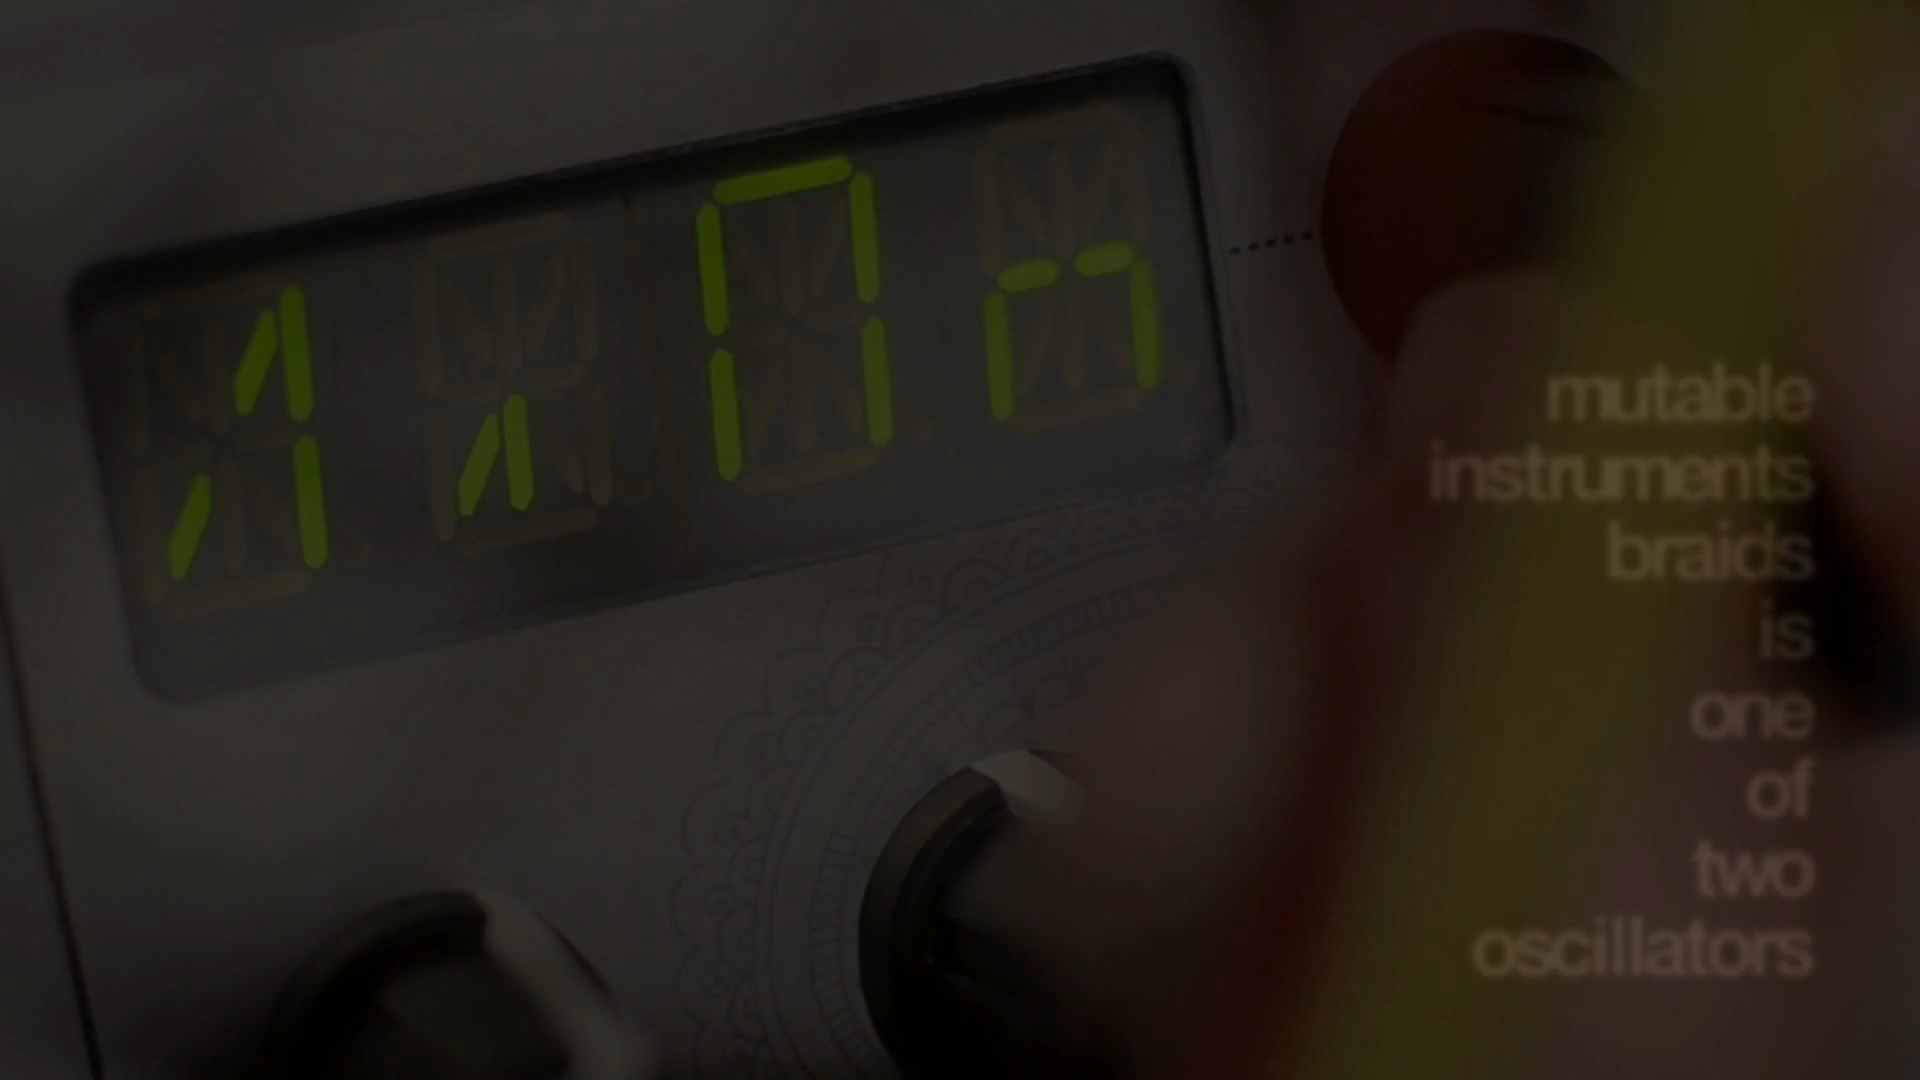 mutable
instruments
braids
is
one
of
two
oscillators